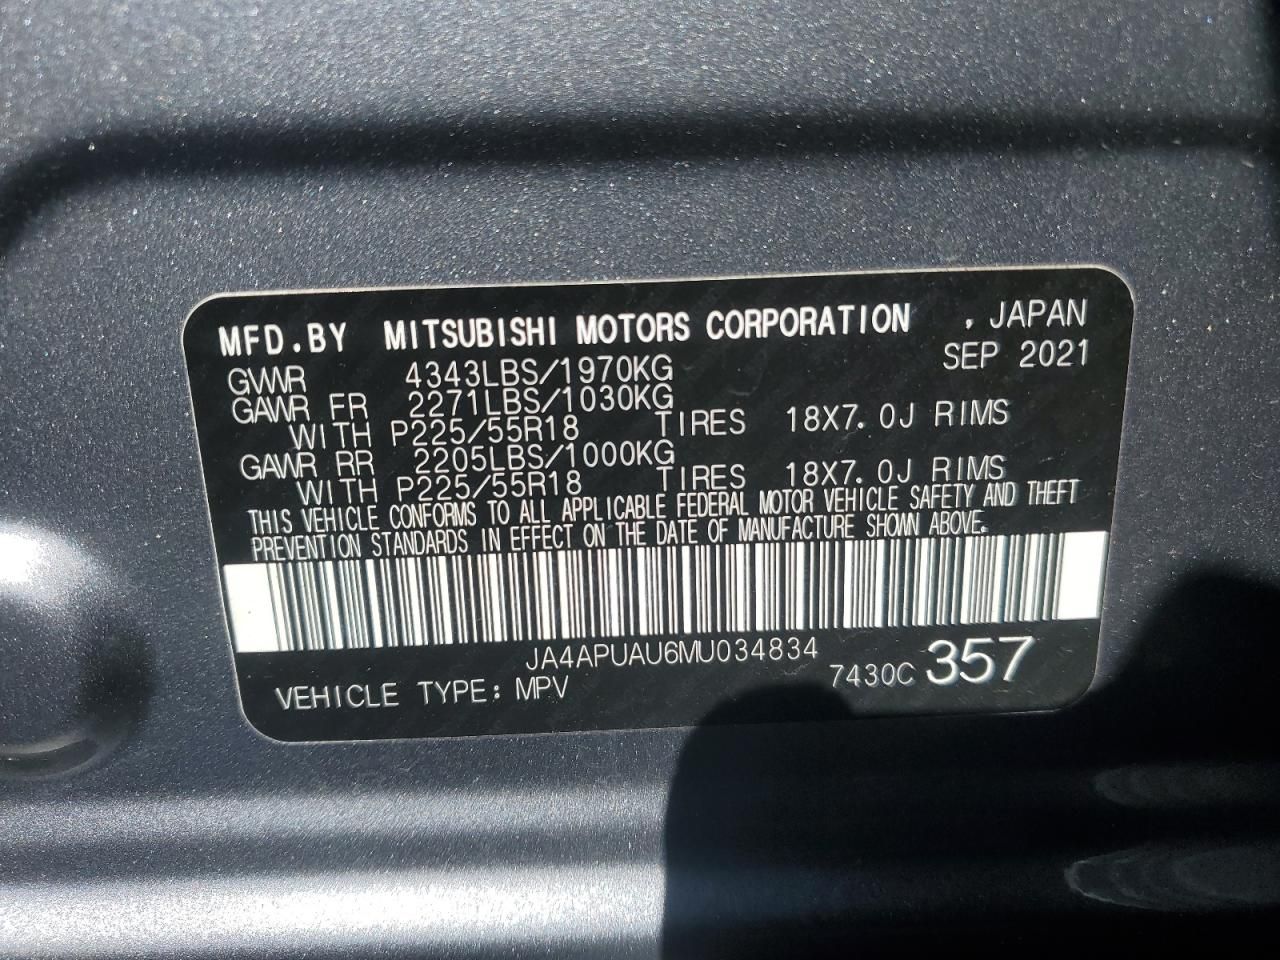 MFD.BY MITSUBISHI MOTORS CORPORATION , JAPAN
SEP 2021
GVWR 4343LBS/1970KG
GAWR FR 2271LBS/1030KG
WITH P225/55R18 TIRES 18X7.0J RIMS
GAWR RR 2205LBS/1000KG
WITH P225/55R18 TIRES 18X7.0J RIMS
THIS VEHICLE CONFORMS TO ALL APPLICABLE FEDERAL MOTOR VEHICLE SAFETY AND THEFT
PREVENTION STANDARDS IN EFFECT ON THE DATE OF MANUFACTURE SHOWN ABOVE.
JA4APUAU6MU034834
VEHICLE TYPE: MPV 7430C 357